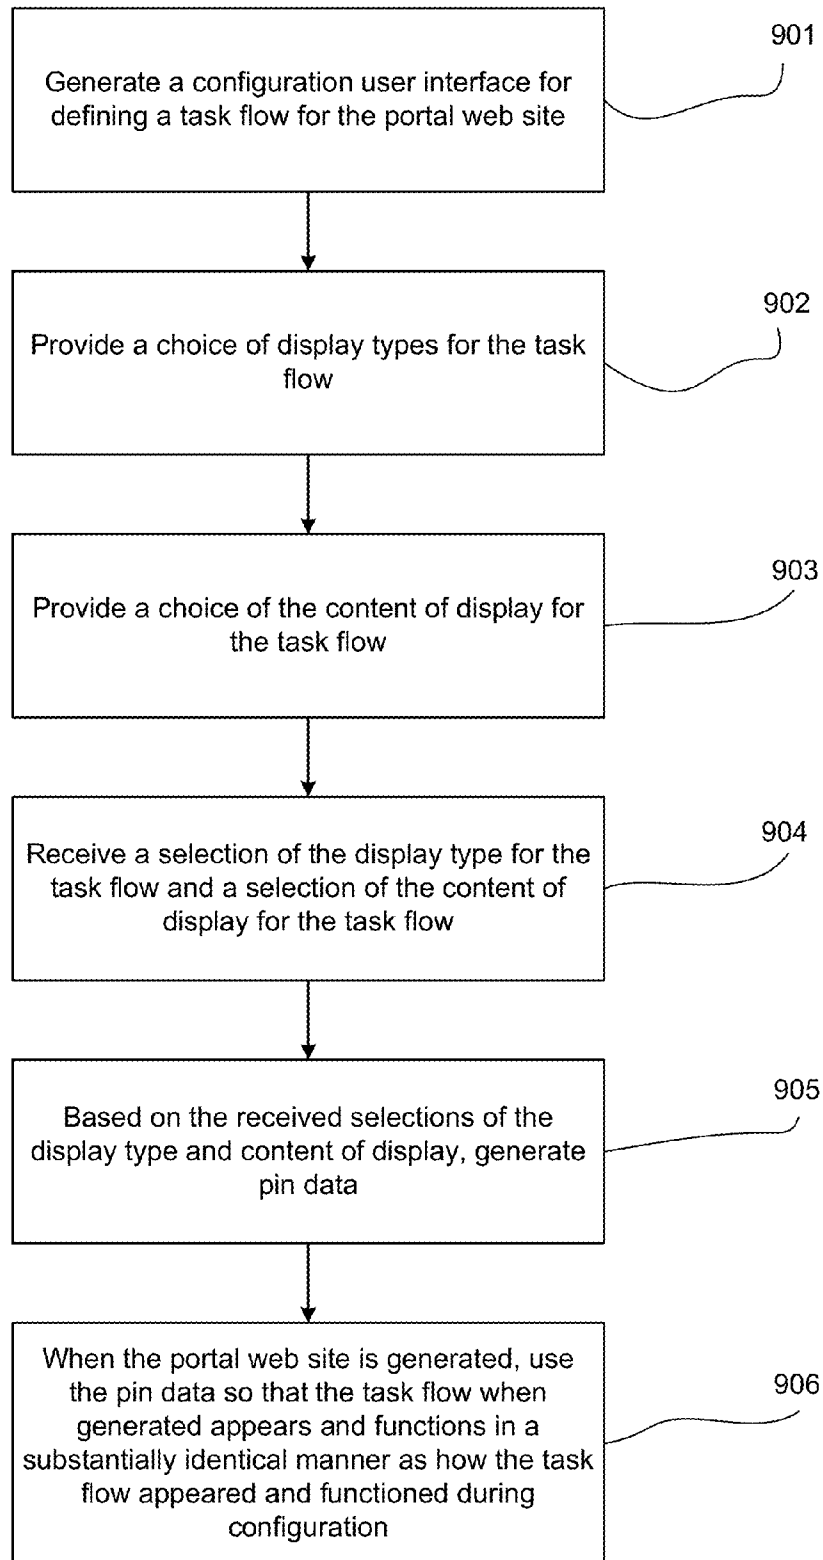 Generate a configuration user interface for
defining a task flow for the portal web site
901
Provide a choice of display types for the task
flow
902
Provide a choice of the content of display for
the task flow
903
Receive a selection of the display type for the
task flow and a selection of the content of
display for the task flow
904
Based on the received selections of the
display type and content of display, generate
pin data
905
When the portal web site is generated, use
the pin data so that the task flow when
generated appears and functions in a
substantially identical manner as how the task
flow appeared and functioned during
configuration
906